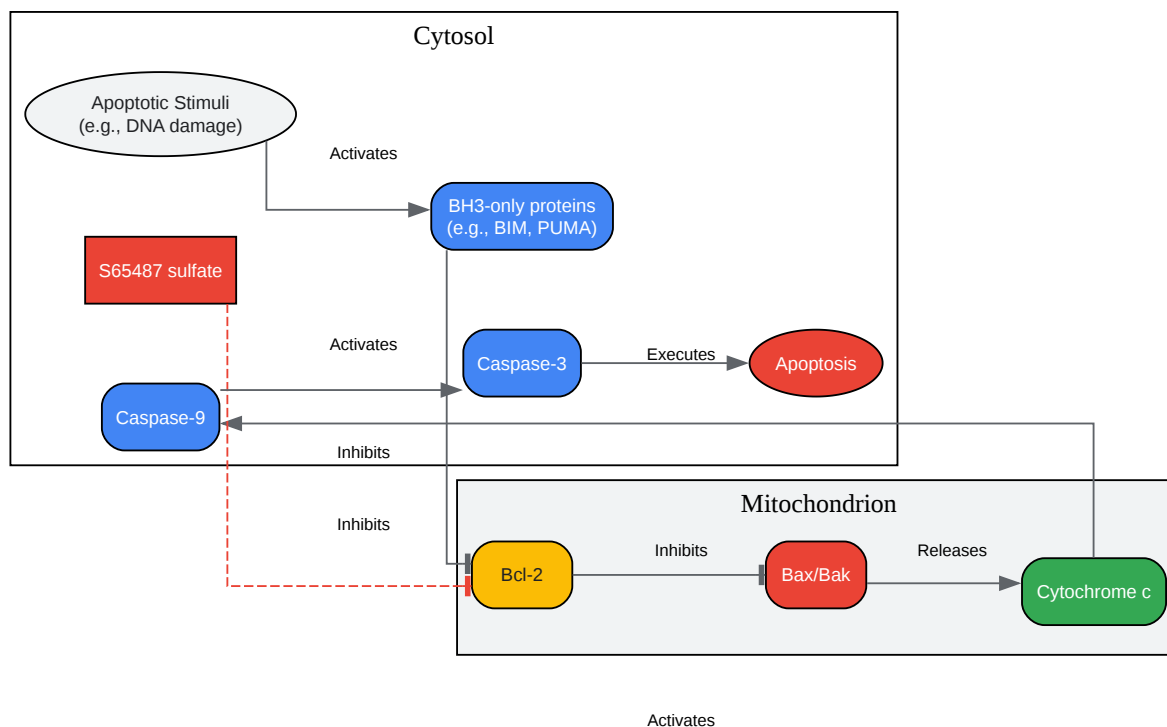 Cytosol
Apoptotic Stimuli
(e.g., DNA damage)
Activates
BH3-only proteins
(e.g., BIM, PUMA)
S65487 sulfate
Activates
Caspase-3
Executes
Apoptosis
Caspase-9
Inhibits
Mitochondrion
Inhibits
Bcl-2
Inhibits
Bax/Bak
Releases
Cytochrome c
Activates